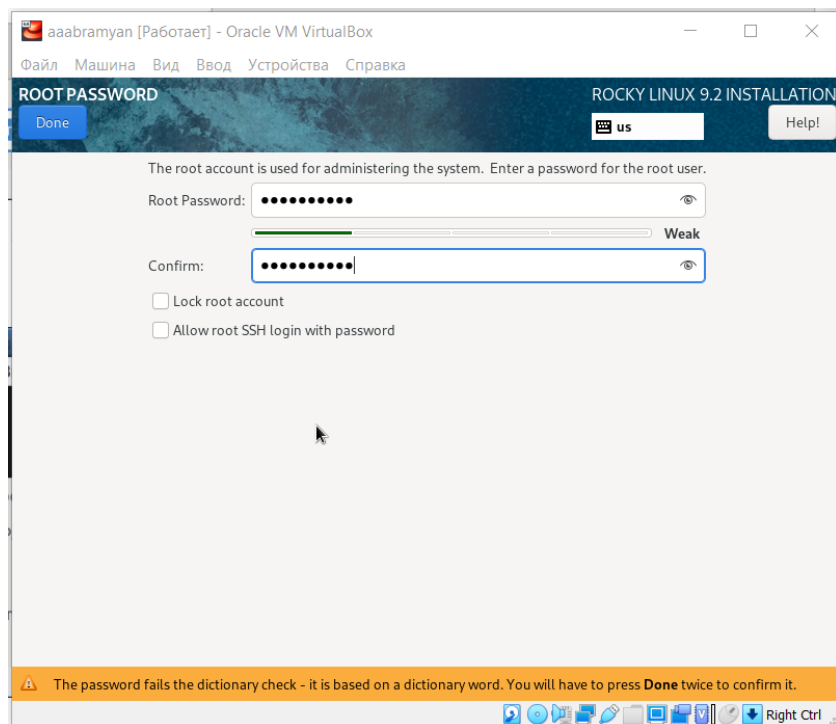 aaabramyan [Работает] - Oracle VM VirtualBox
Файл Машина Вид Ввод Устройства Справка
ROOT PASSWORD
ROCKY LINUX 9.2 INSTALLATION
Done
us
Help!
The root account is used for administering the system. Enter a password for the root user.
Root Password: ••••••••••
Weak
Confirm: ••••••••••
Lock root account
Allow root SSH login with password
The password fails the dictionary check - it is based on a dictionary word. You will have to press Done twice to confirm it.
Right Ctrl